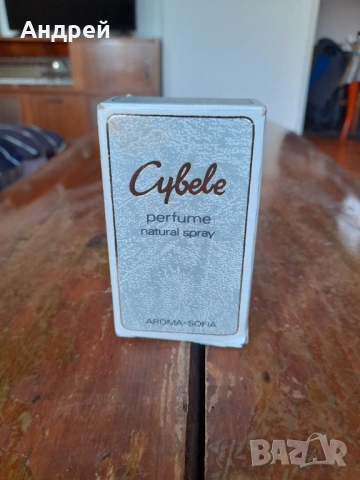 Андрей
Cybele
perfume
natural spray
AROMA-SOFIA
BAZAR